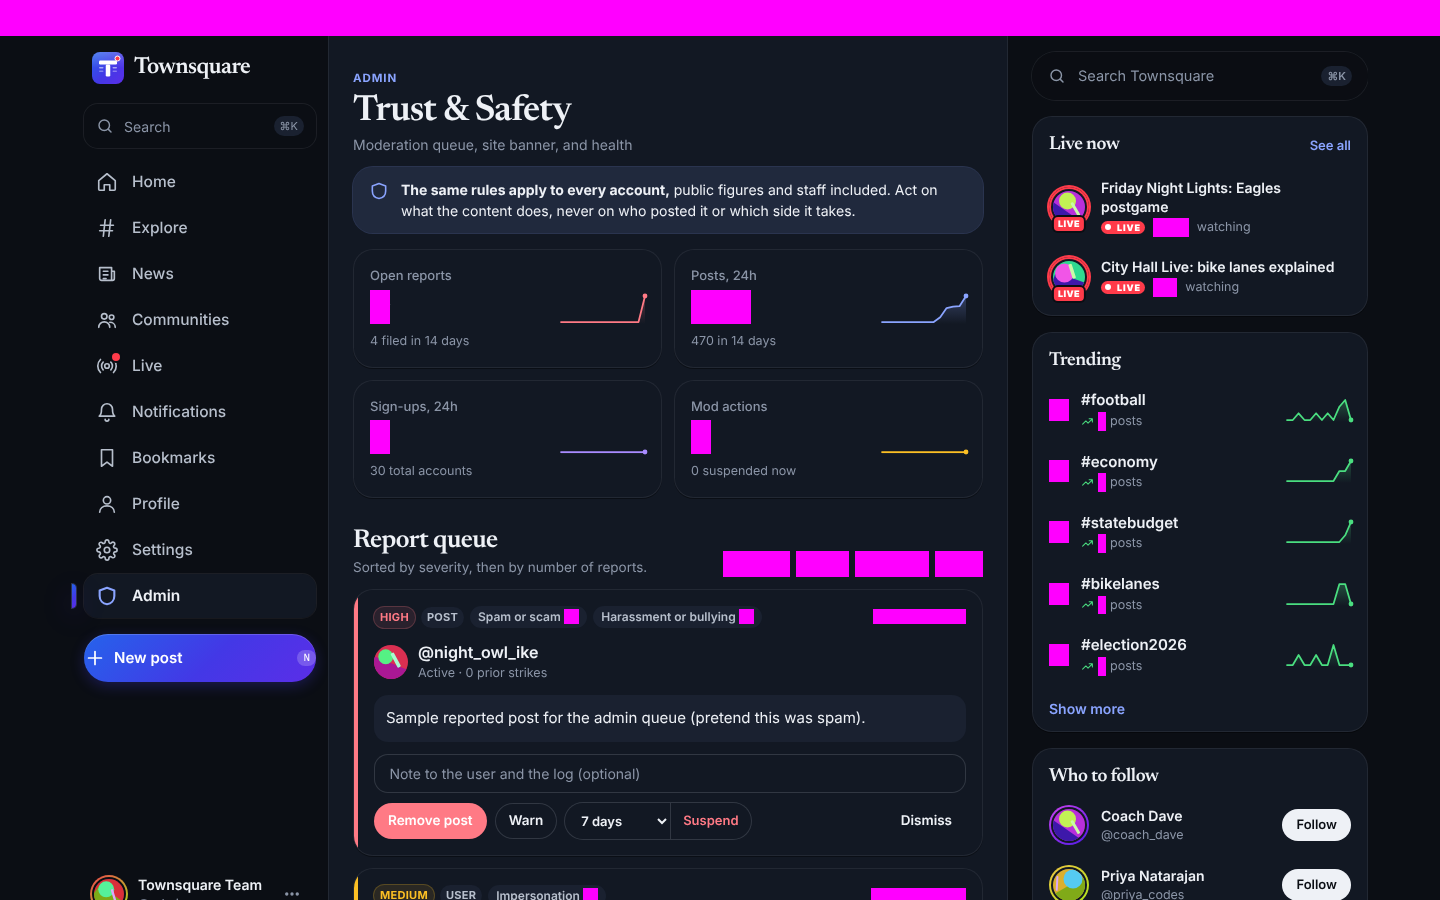 Townsquare
Search
⌘K
Home
Explore
News
Communities
Live
Notifications
Bookmarks
Profile
Settings
Admin
New post
N
Townsquare Team
ADMIN
Trust & Safety
Moderation queue, site banner, and health
The same rules apply to every account, public figures and staff included. Act on
what the content does, never on who posted it or which side it takes.
Open reports
4 filed in 14 days
Posts, 24h
470 in 14 days
Sign-ups, 24h
30 total accounts
Mod actions
0 suspended now
Report queue
Sorted by severity, then by number of reports.
HIGH POST Spam or scam Harassment or bullying
@night_owl_ike
Active · 0 prior strikes
Sample reported post for the admin queue (pretend this was spam).
Note to the user and the log (optional)
Remove post Warn 7 days Suspend Dismiss
MEDIUM USER Impersonation
Search Townsquare
⌘K
Live now
See all
Friday Night Lights: Eagles
postgame
LIVE
LIVE watching
City Hall Live: bike lanes explained
LIVE
LIVE watching
Trending
#football
posts
#economy
posts
#statebudget
posts
#bikelanes
posts
#election2026
posts
Show more
Who to follow
Coach Dave
@coach_dave
Follow
Priya Natarajan
@priya_codes
Follow